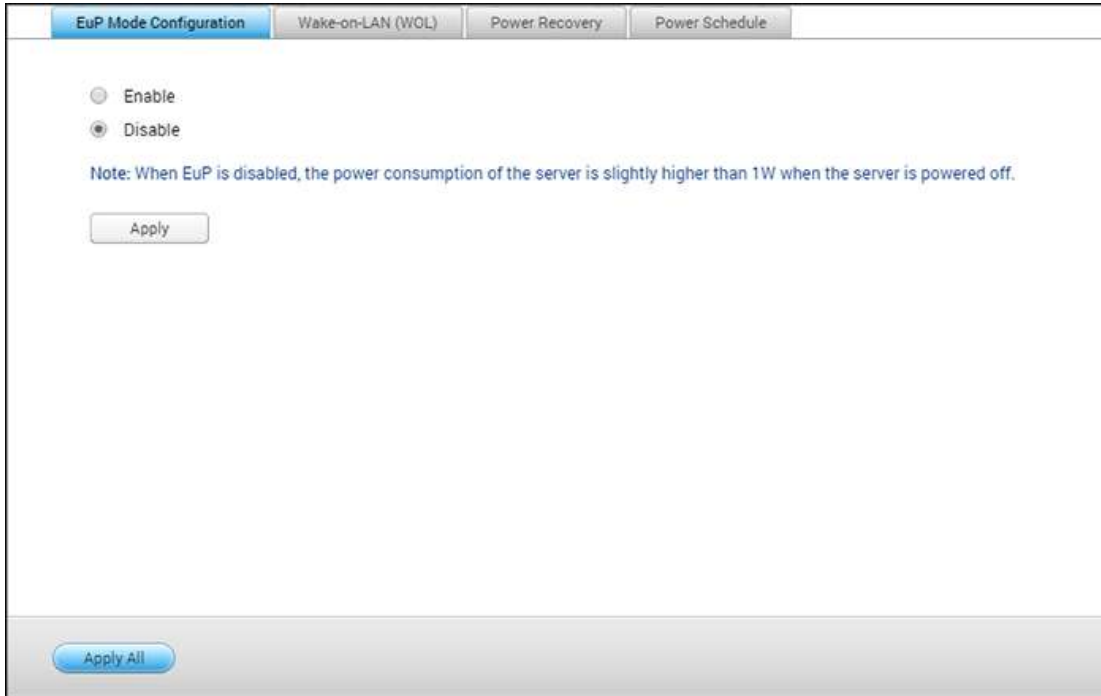 EuP Mode Configuration Wake-on-LAN (WOL) Power Recovery Power Schedule
Enable
Disable
Note: When EuP is disabled, the power consumption of the server is slightly higher than 1W when the server is powered off.
Apply
Apply All